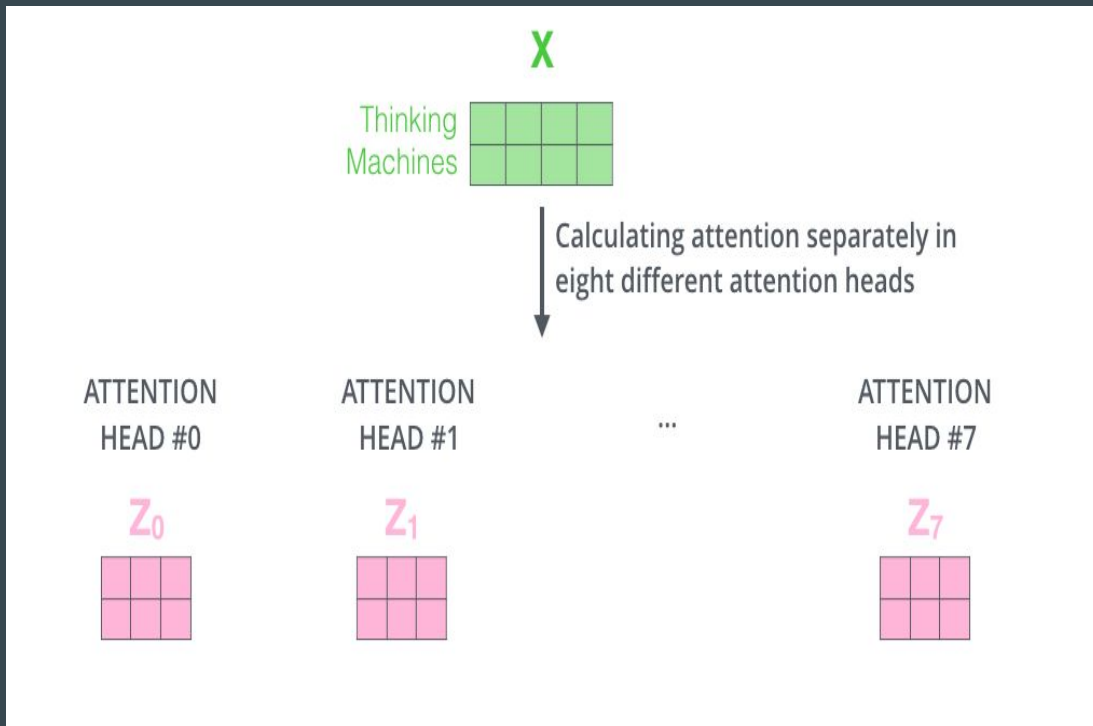 X
Thinking
Machines
Calculating attention separately in
eight different attention heads
ATTENTION
HEAD #0
ATTENTION
HEAD #1
...
ATTENTION
HEAD #7
Z0
Z1
Z7